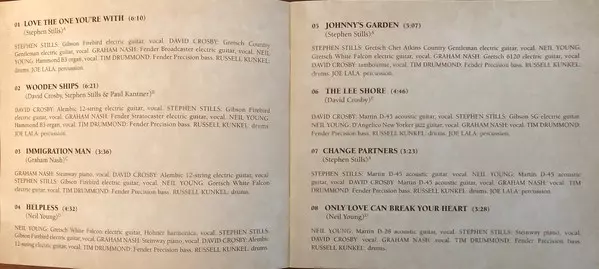 01 LOVE THE ONE YOU'RE WITH (6:10)
(Stephen Stills)A
STEPHEN STILLS: Gibson Firebird electric guitar, vocal. DAVID CROSBY: Gretsch Country
Gentleman electric guitar, vocal. GRAHAM NASH: Fender Broadcaster electric guitar, vocal. NEIL
YOUNG: Hammond B3 organ, vocal. TIM DRUMMOND: Fender Precision bass. RUSSELL KUNKEL:
drums. JOE LALA: percussion.
02 WOODEN SHIPS (6:21)
(David Crosby, Stephen Stills & Paul Kantner)
DAVID CROSBY: Alembic 12-string electric guitar, vocal. STEPHEN STILLS: Gibson Firebird
electric guitar, vocal. GRAHAM NASH: Fender Stratocaster electric guitar, vocal. NEIL YOUNG:
Hammond B3 organ, vocal. TIM DRUMMOND: Fender Precision bass. RUSSELL KUNKEL: drums.
03 IMMIGRATION MAN (3:36)
(Graham Nash)
GRAHAM NASH: Steinway piano, vocal. DAVID CROSBY: Alembic 12-string electric guitar, vocal.
STEPHEN STILLS: Gibson Firebird electric guitar, vocal. NEIL YOUNG: Gretsch White Falcon
electric guitar, vocal. TIM DRUMMOND: Fender Precision bass. RUSSELL KUNKEL: drums.
04 HELPLESS (4:32)
(Neil Young)
NEIL YOUNG: Gretsch White Falcon electric guitar, Hohner harmonica, vocal. STEPHEN STILLS:
Gibson Firebird electric guitar, vocal. GRAHAM NASH: Steinway piano, vocal. DAVID CROSBY: Alembic
12-string electric guitar, vocal. TIM DRUMMOND: Fender Precision bass. RUSSELL KUNKEL: drums.
05 JOHNNY'S GARDEN (5:07)
(Stephen Stills)
STEPHEN STILLS: Gretsch Chet Atkins Country Gentleman electric guitar, vocal. NEIL YOUNG:
Gretsch White Falcon electric guitar, vocal. GRAHAM NASH: Gretsch 6120 electric guitar, vocal.
DAVID CROSBY: tambourine, vocal. TIM DRUMMOND: Fender Precision bass. RUSSELL KUNKEL:
drums. JOE LALA: percussion.
06 THE LEE SHORE (4:46)
(David Crosby)
DAVID CROSBY: Martin D-45 acoustic guitar, vocal. STEPHEN STILLS: Gibson SG electric guitar.
NEIL YOUNG: D'Angelico New Yorker jazz guitar, vocal. GRAHAM NASH: vocal. TIM DRUMMOND:
Fender Precision bass. RUSSELL KUNKEL: drums. JOE LALA: percussion.
07 CHANGE PARTNERS (3:23)
(Stephen Stills)
STEPHEN STILLS: Martin D-45 acoustic guitar, vocal. NEIL YOUNG: Martin D-45 acoustic
guitar, vocal. DAVID CROSBY: Martin D-45 acoustic guitar, vocal. GRAHAM NASH: vocal. TIM
DRUMMOND: Fender Precision bass. RUSSELL KUNKEL: drums.
08 ONLY LOVE CAN BREAK YOUR HEART (3:28)
(Neil Young)
NEIL YOUNG: Martin D-28 acoustic guitar, vocal. STEPHEN STILLS: Steinway piano, vocal.
DAVID CROSBY: vocal. GRAHAM NASH: vocal. TIM DRUMMOND: Fender Precision bass.
RUSSELL KUNKEL: drums.